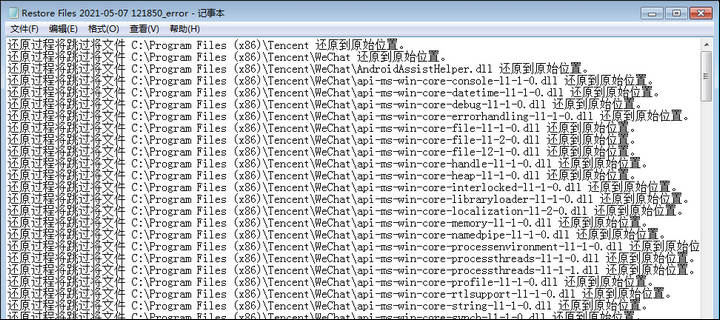 Restore Files 2021-05-07 121850_error - 记事本
文件(F) 编辑(E) 格式(O) 查看(V) 帮助(H)
还原过程将跳过将文件 C:\Program Files (x86)\Tencent 还原到原始位置。
还原过程将跳过将文件 C:\Program Files (x86)\Tencent\WeChat 还原到原始位置。
还原过程将跳过将文件 C:\Program Files (x86)\Tencent\WeChat\AndroidAssistHelper.dll 还原到原始位置。
还原过程将跳过将文件 C:\Program Files (x86)\Tencent\WeChat\api-ms-win-core-console-l1-1-0.dll 还原到原始位置。
还原过程将跳过将文件 C:\Program Files (x86)\Tencent\WeChat\api-ms-win-core-datetime-l1-1-0.dll 还原到原始位置。
还原过程将跳过将文件 C:\Program Files (x86)\Tencent\WeChat\api-ms-win-core-debug-l1-1-0.dll 还原到原始位置。
还原过程将跳过将文件 C:\Program Files (x86)\Tencent\WeChat\api-ms-win-core-errorhandling-l1-1-0.dll 还原到原始位置。
还原过程将跳过将文件 C:\Program Files (x86)\Tencent\WeChat\api-ms-win-core-file-l1-1-0.dll 还原到原始位置。
还原过程将跳过将文件 C:\Program Files (x86)\Tencent\WeChat\api-ms-win-core-file-l1-2-0.dll 还原到原始位置。
还原过程将跳过将文件 C:\Program Files (x86)\Tencent\WeChat\api-ms-win-core-file-l2-1-0.dll 还原到原始位置。
还原过程将跳过将文件 C:\Program Files (x86)\Tencent\WeChat\api-ms-win-core-handle-l1-1-0.dll 还原到原始位置。
还原过程将跳过将文件 C:\Program Files (x86)\Tencent\WeChat\api-ms-win-core-heap-l1-1-0.dll 还原到原始位置。
还原过程将跳过将文件 C:\Program Files (x86)\Tencent\WeChat\api-ms-win-core-interlocked-l1-1-0.dll 还原到原始位置。
还原过程将跳过将文件 C:\Program Files (x86)\Tencent\WeChat\api-ms-win-core-libraryloader-l1-1-0.dll 还原到原始位置。
还原过程将跳过将文件 C:\Program Files (x86)\Tencent\WeChat\api-ms-win-core-localization-l1-2-0.dll 还原到原始位置。
还原过程将跳过将文件 C:\Program Files (x86)\Tencent\WeChat\api-ms-win-core-memory-l1-1-0.dll 还原到原始位置。
还原过程将跳过将文件 C:\Program Files (x86)\Tencent\WeChat\api-ms-win-core-namedpipe-l1-1-0.dll 还原到原始位置。
还原过程将跳过将文件 C:\Program Files (x86)\Tencent\WeChat\api-ms-win-core-processenvironment-l1-1-0.dll 还原到原始位
还原过程将跳过将文件 C:\Program Files (x86)\Tencent\WeChat\api-ms-win-core-processthreads-l1-1-0.dll 还原到原始位置。
还原过程将跳过将文件 C:\Program Files (x86)\Tencent\WeChat\api-ms-win-core-processthreads-l1-1-1.dll 还原到原始位置。
还原过程将跳过将文件 C:\Program Files (x86)\Tencent\WeChat\api-ms-win-core-profile-l1-1-0.dll 还原到原始位置。
还原过程将跳过将文件 C:\Program Files (x86)\Tencent\WeChat\api-ms-win-core-rtlsupport-l1-1-0.dll 还原到原始位置。
还原过程将跳过将文件 C:\Program Files (x86)\Tencent\WeChat\api-ms-win-core-string-l1-1-0.dll 还原到原始位置。
还原过程将跳过将文件 C:\Program Files (x86)\Tencent\WeChat\api-ms-win-core-synch-l1-1-0.dll 还原到原始位置。